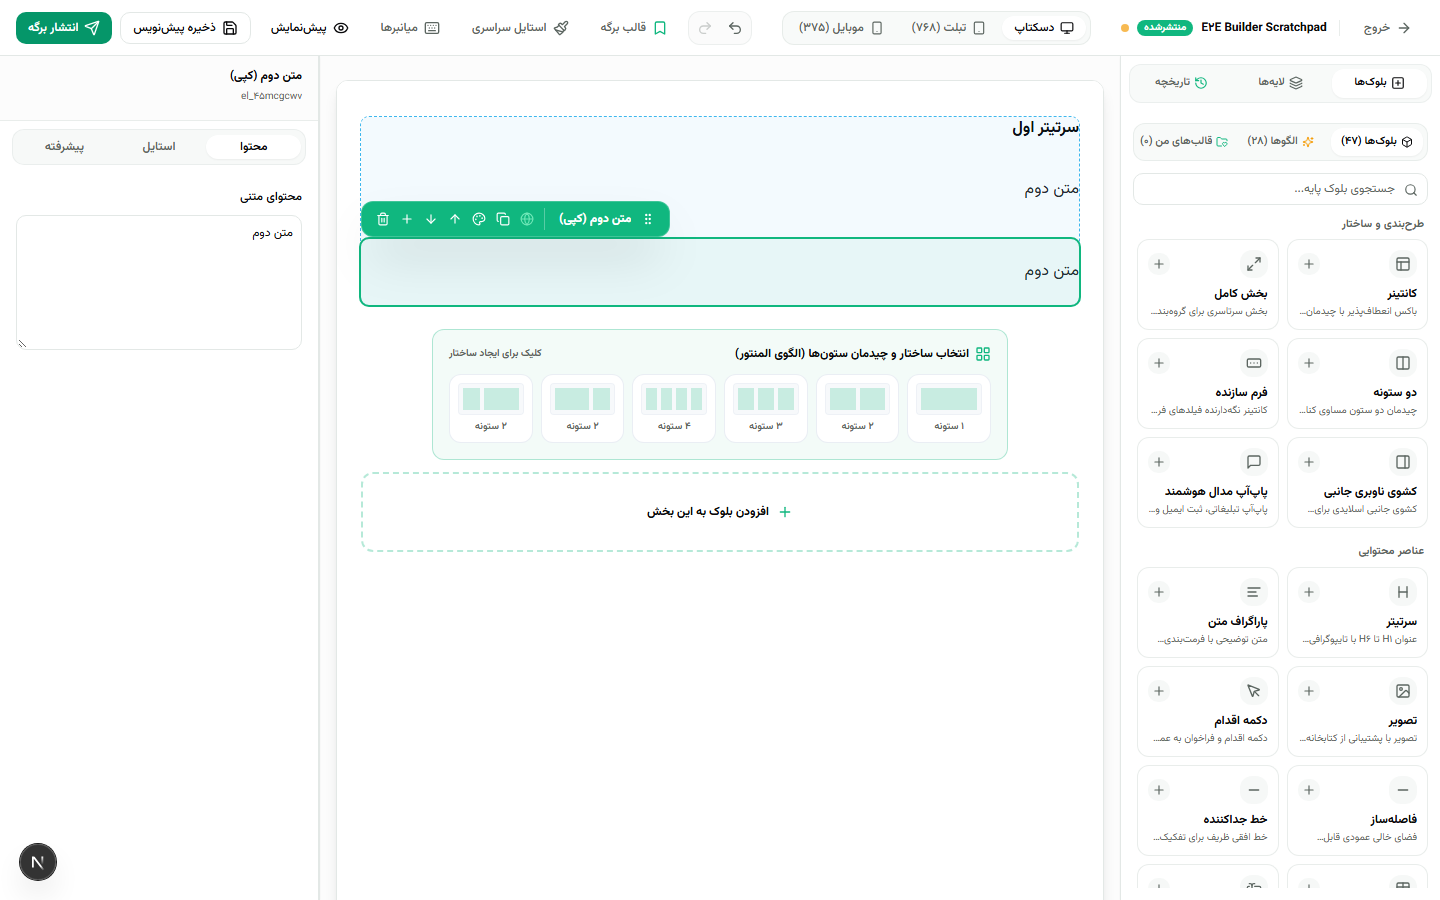 خروج
E2E Builder Scratchpad
منتشرشده
دسکتاپ
تبلت (۷۶۸)
موبایل (۳۷۵)
قالب برگه
استایل سراسری
میانبرها
پیش‌نمایش
ذخیره پیش‌نویس
انتشار برگه
بلوک‌ها
لایه‌ها
تاریخچه
بلوک‌ها (۴۷)
الگوها (۲۸)
قالب‌های من (۰)
جستجوی بلوک پایه...
طرح‌بندی و ساختار
کانتینر
باکس انعطاف‌پذیر با چیدمان...
بخش کامل
بخش سرتاسری برای گروه‌بند...
دو ستونه
چیدمان دو ستون مساوی کنا...
فرم سازنده
کانتینر نگه‌دارنده فیلدهای فر...
کشوی ناوبری جانبی
کشوی جانبی اسلایدی برای...
پاپ‌آپ مدال هوشمند
پاپ‌آپ تبلیغاتی، ثبت ایمیل و...
عناصر محتوایی
سرتیتر
عنوان H۱ تا H۶ با تایپوگرافی...
پاراگراف متن
متن توضیحی با فرمت‌بندی...
تصویر
تصویر با پشتیبانی از کتابخانه...
دکمه اقدام
دکمه اقدام و فراخوان به عمـ...
فاصله‌ساز
فضای خالی عمودی قابل...
خط جداکننده
خط افقی ظریف برای تفکیک...
سرتیتر اول
متن دوم
متن دوم (کپی)
متن دوم
انتخاب ساختار و چیدمان ستون‌ها (الگوی المنتور)
کلیک برای ایجاد ساختار
۱ ستونه
۲ ستونه
۳ ستونه
۴ ستونه
۲ ستونه
۲ ستونه
افزودن بلوک به این بخش
متن دوم (کپی)
el_۴۵mcgcwv
محتوا
استایل
پیشرفته
محتوای متنی
متن دوم
N